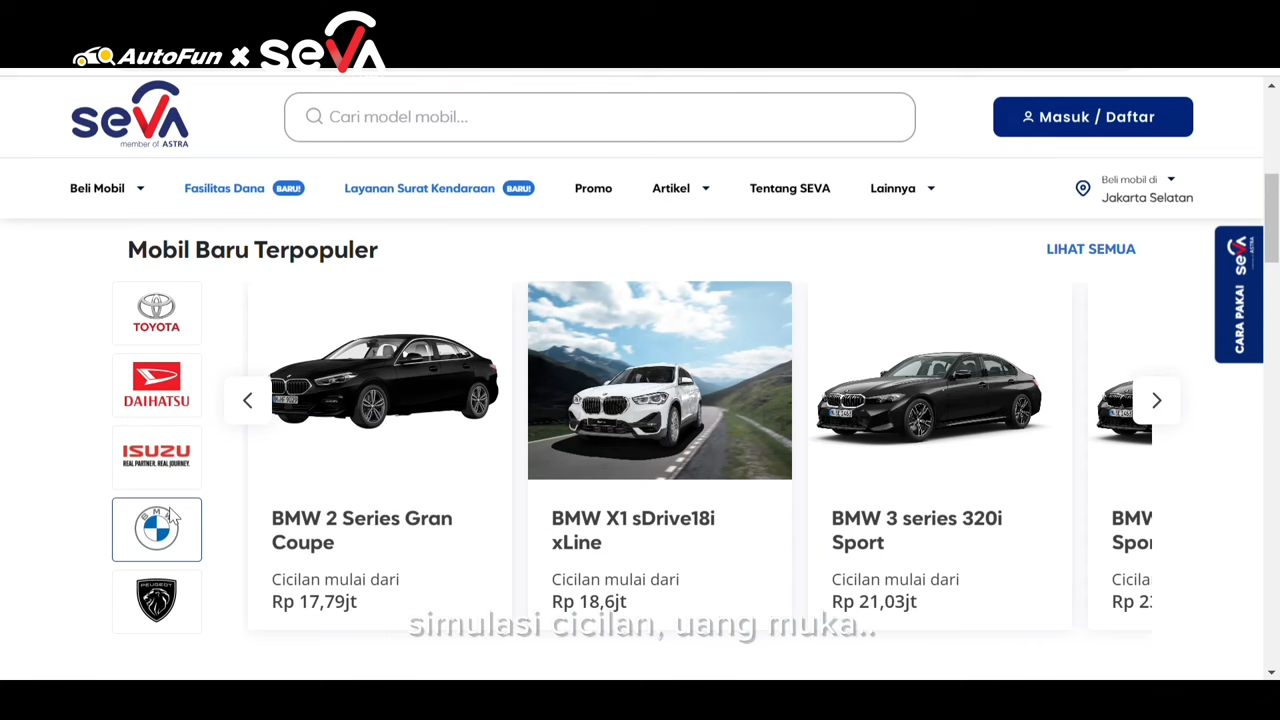 AutoFun x SEVA
SEVA
member of ASTRA
Cari model mobil...
Masuk / Daftar
Beli Mobil
Fasilitas Dana BARU!
Layanan Surat Kendaraan BARU!
Promo
Artikel
Tentang SEVA
Lainnya
Beli mobil di
Jakarta Selatan
Mobil Baru Terpopuler
LIHAT SEMUA
CARA PAKAI SEVA
TOYOTA
DAIHATSU
ISUZU
REAL PARTNER. REAL JOURNEY.
BMW
PEUGEOT
BMW 2 Series Gran
Coupe
Cicilan mulai dari
Rp 17,79jt
BMW X1 sDrive18i
xLine
Cicilan mulai dari
Rp 18,6jt
BMW 3 series 320i
Sport
Cicilan mulai dari
Rp 21,03jt
BMW
simulasi cicilan, uang muka..